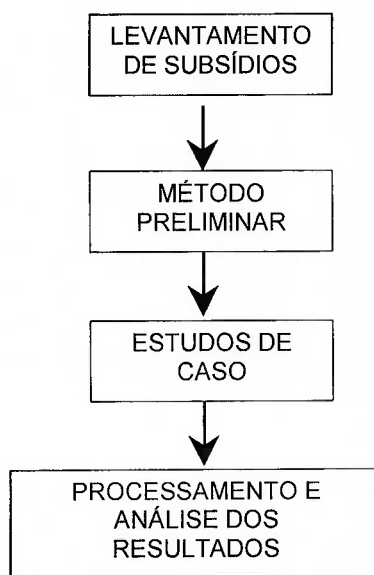 LEVANTAMENTO
DE SUBSÍDIOS
MÉTODO
PRELIMINAR
ESTUDOS DE
CASO
PROCESSAMENTO E
ANÁLISE DOS
RESULTADOS